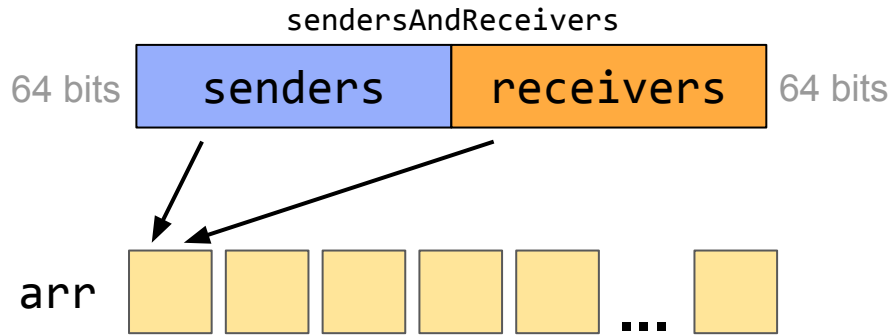 sendersAndReceivers
64 bits senders receivers 64 bits
arr ...